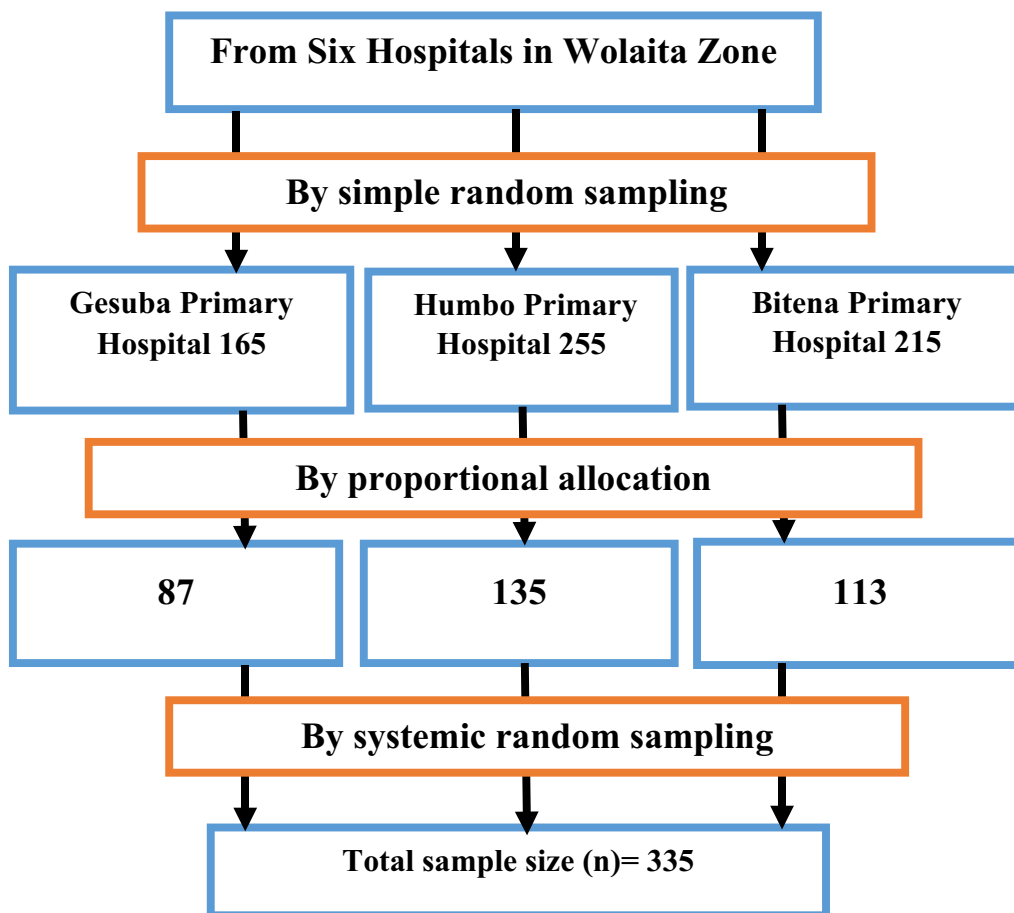 From Six Hospitals in Wolaita Zone
By simple random sampling
Gesuba Primary
Hospital 165
Humbo Primary
Hospital 255
Bitena Primary
Hospital 215
By proportional allocation
87
135
113
By systemic random sampling
Total sample size (n)= 335